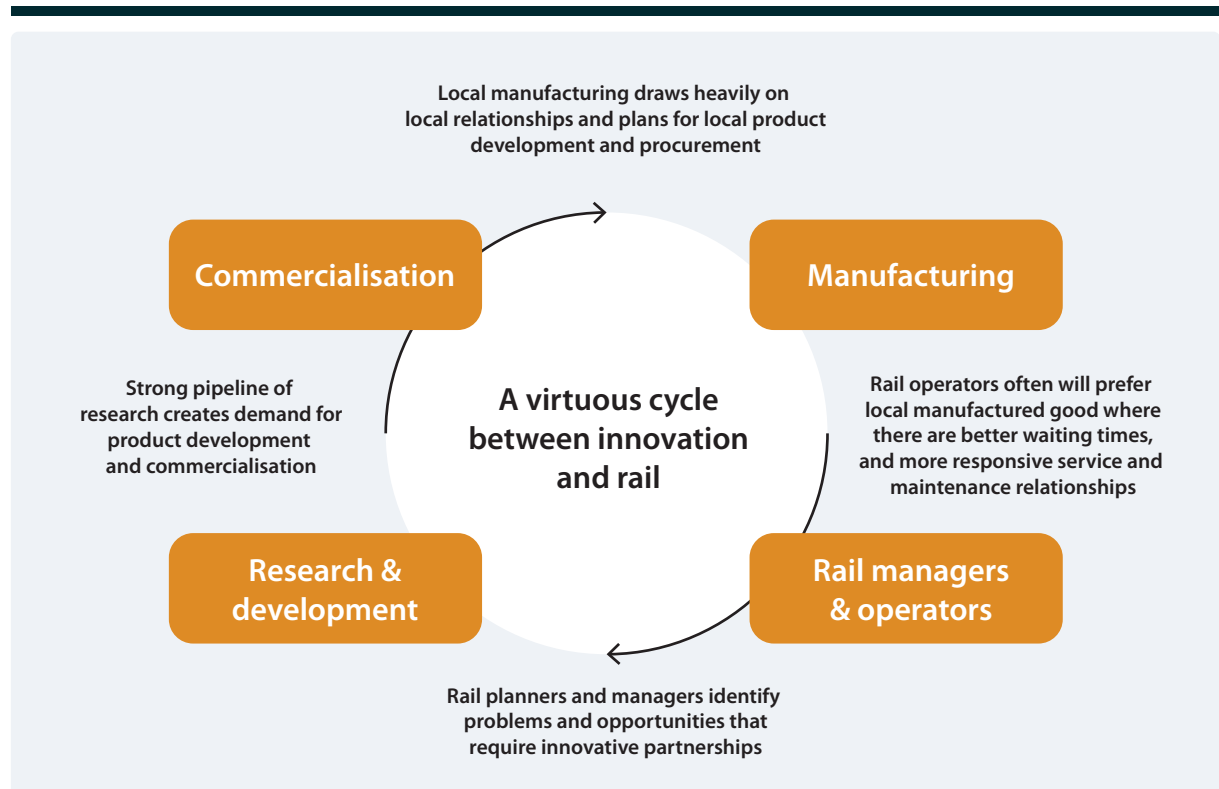 Local manufacturing draws heavily on
local relationships and plans for local product
development and procurement
Commercialisation
Manufacturing
Strong pipeline of
research creates demand for
product development
and commercialisation
A virtuous cycle
between innovation
and rail
Rail operators often will prefer
local manufactured good where
there are better waiting times,
and more responsive service and
maintenance relationships
Research &
development
Rail managers
& operators
Rail planners and managers identify
problems and opportunities that
require innovative partnerships